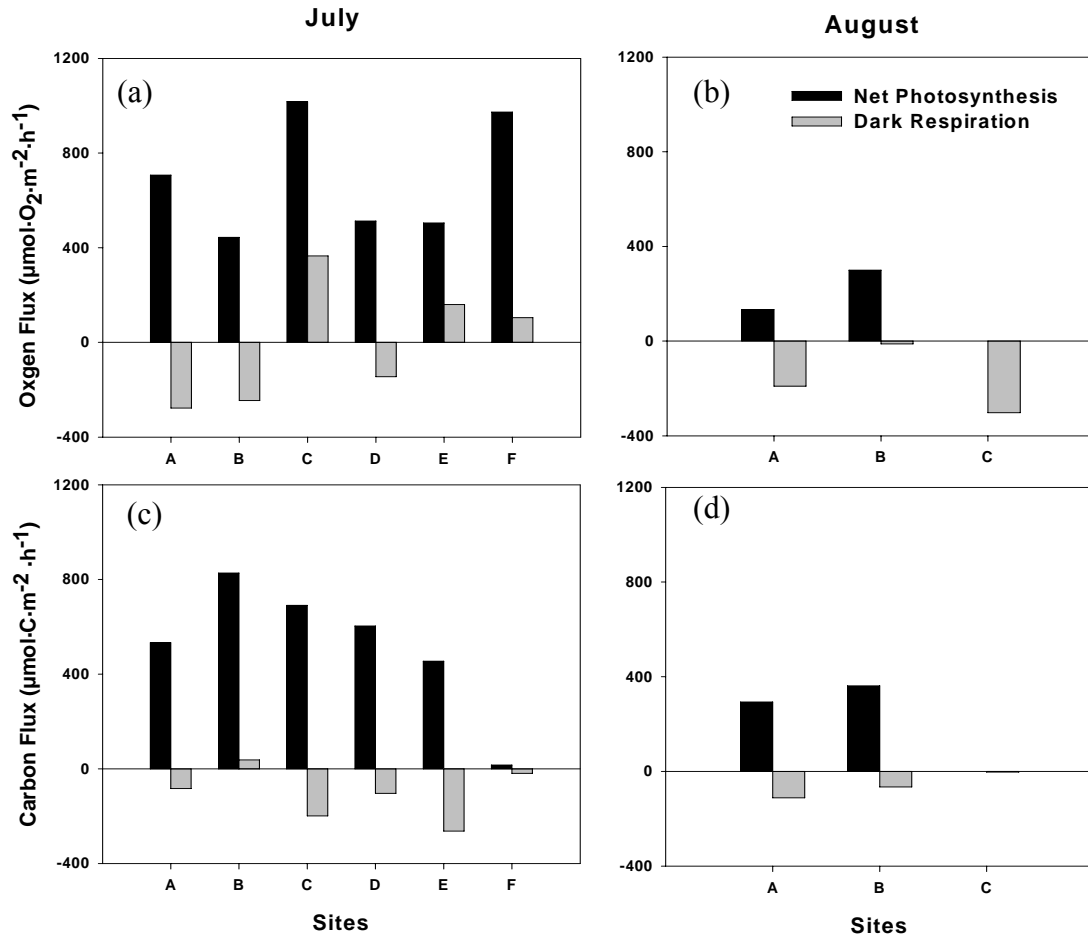 July
August
Oxgen Flux (µmol·O₂·m⁻²·h⁻¹)
1200
800
400
0
-400
(a)
A B C D E F
1200
800
400
0
-400
(b)
Net Photosynthesis
Dark Respiration
A B C
Carbon Flux (µmol·C·m⁻² ·h⁻¹)
1200
800
400
0
-400
(c)
A B C D E F
Sites
1200
800
400
0
-400
(d)
A B C
Sites